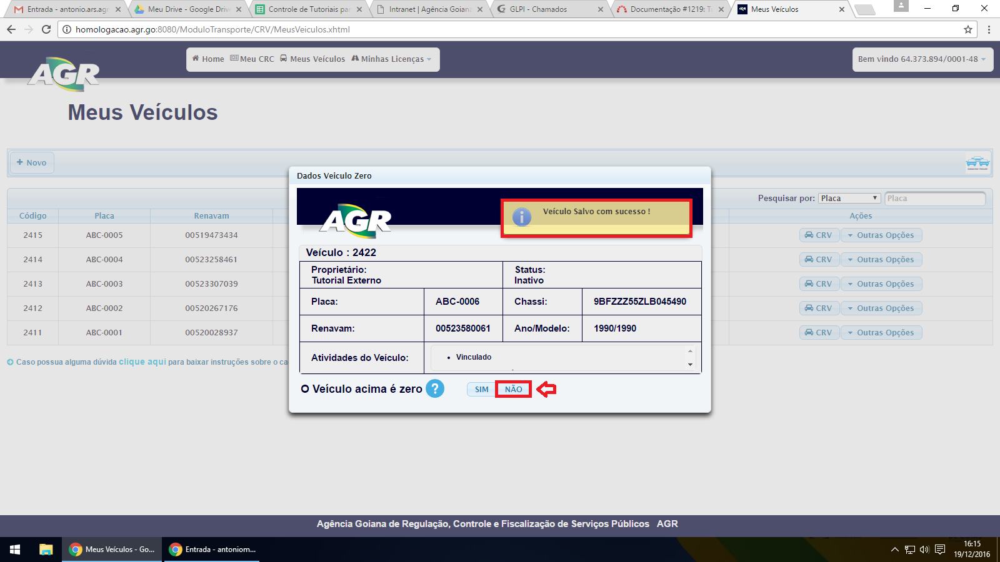 Entrada - antonio.ars.agr
Meu Drive - Google Drive
Controle de Tutoriais par
Intranet | Agência Goiana
GLPI - Chamados
Documentação #1219: Tu
Meus Veículos
homologacao.agr.go:8080/ModuloTransporte/CRV/MeusVeiculos.xhtml
AGR
Home
Meu CRC
Meus Veículos
Minhas Licenças
Bem vindo 64.373.894/0001-48
Meus Veículos
+ Novo
Pesquisar por: Placa
Placa
Código Placa Renavam Ações
2415 ABC-0005 00519473434 CRV Outras Opções
2414 ABC-0004 00523258461 CRV Outras Opções
2413 ABC-0003 00523307039 CRV Outras Opções
2412 ABC-0002 00520267176 CRV Outras Opções
2411 ABC-0001 00520028937 CRV Outras Opções
Caso possua alguma dúvida clique aqui para baixar instruções sobre o ca
Dados Veiculo Zero
AGR
Veículo Salvo com sucesso !
Veículo : 2422
Proprietário:
Tutorial Externo
Status:
Inativo
Placa: ABC-0006 Chassi: 9BFZZZ55ZLB045490
Renavam: 00523580061 Ano/Modelo: 1990/1990
Atividades do Veículo: • Vinculado
O Veículo acima é zero ? SIM NÃO
Agência Goiana de Regulação, Controle e Fiscalização de Serviços Públicos AGR
Meus Veículos - Go...
Entrada - antoniom...
16:15
19/12/2016